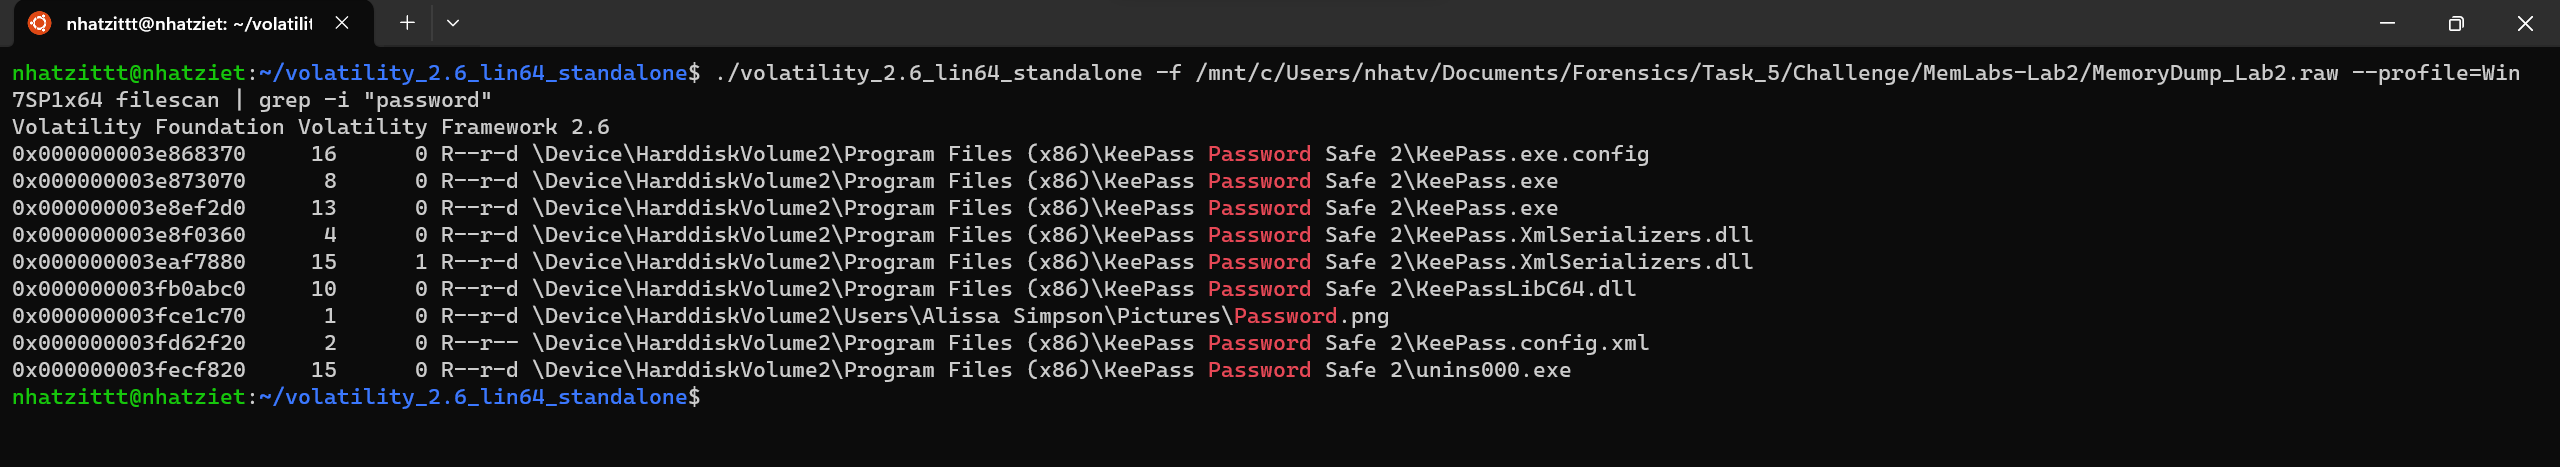 nhatzittt@nhatziet: ~/volatilit
nhatzittt@nhatziet:~/volatility_2.6_lin64_standalone$ ./volatility_2.6_lin64_standalone -f /mnt/c/Users/nhatv/Documents/Forensics/Task_5/Challenge/MemLabs-Lab2/MemoryDump_Lab2.raw --profile=Win
7SP1x64 filescan | grep -i "password"
Volatility Foundation Volatility Framework 2.6
0x000000003e868370     16      0 R--r-d \Device\HarddiskVolume2\Program Files (x86)\KeePass Password Safe 2\KeePass.exe.config
0x000000003e873070      8      0 R--r-d \Device\HarddiskVolume2\Program Files (x86)\KeePass Password Safe 2\KeePass.exe
0x000000003e8ef2d0     13      0 R--r-d \Device\HarddiskVolume2\Program Files (x86)\KeePass Password Safe 2\KeePass.exe
0x000000003e8f0360      4      0 R--r-d \Device\HarddiskVolume2\Program Files (x86)\KeePass Password Safe 2\KeePass.XmlSerializers.dll
0x000000003eaf7880     15      1 R--r-d \Device\HarddiskVolume2\Program Files (x86)\KeePass Password Safe 2\KeePass.XmlSerializers.dll
0x000000003fb0abc0     10      0 R--r-d \Device\HarddiskVolume2\Program Files (x86)\KeePass Password Safe 2\KeePassLibC64.dll
0x000000003fce1c70      1      0 R--r-d \Device\HarddiskVolume2\Users\Alissa Simpson\Pictures\Password.png
0x000000003fd62f20      2      0 R--r-- \Device\HarddiskVolume2\Program Files (x86)\KeePass Password Safe 2\KeePass.config.xml
0x000000003fecf820     15      0 R--r-d \Device\HarddiskVolume2\Program Files (x86)\KeePass Password Safe 2\unins000.exe
nhatzittt@nhatziet:~/volatility_2.6_lin64_standalone$